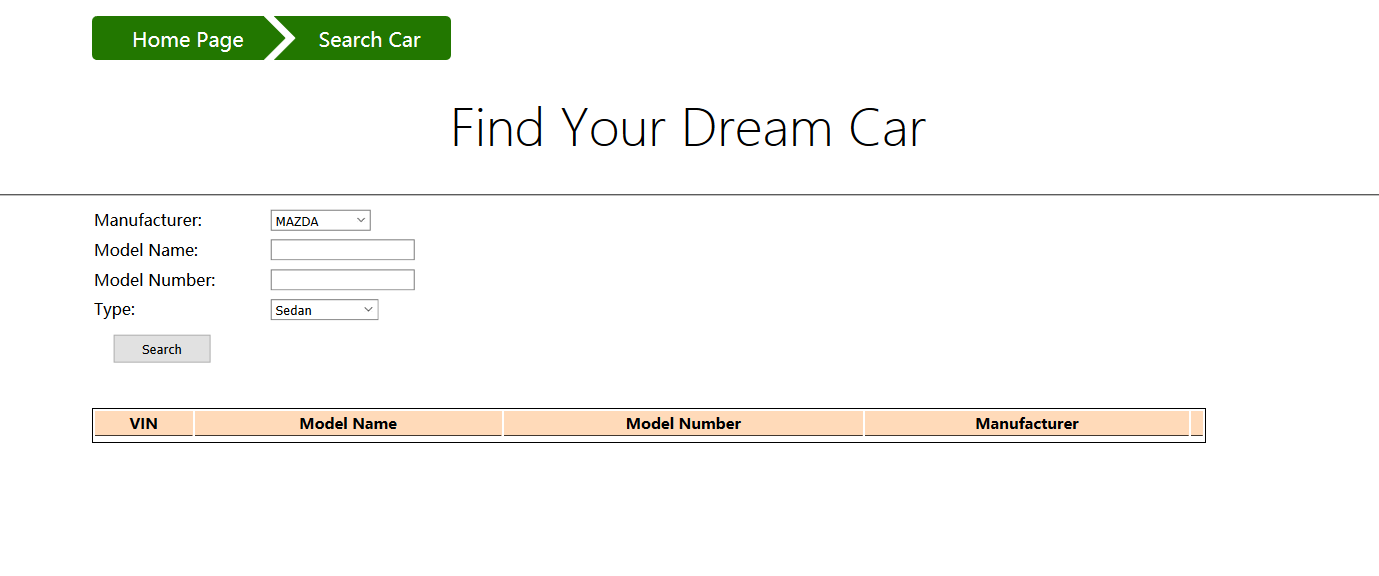 Home Page Search Car
Find Your Dream Car
Manufacturer: MAZDA
Model Name:
Model Number:
Type: Sedan
Search
VIN Model Name Model Number Manufacturer